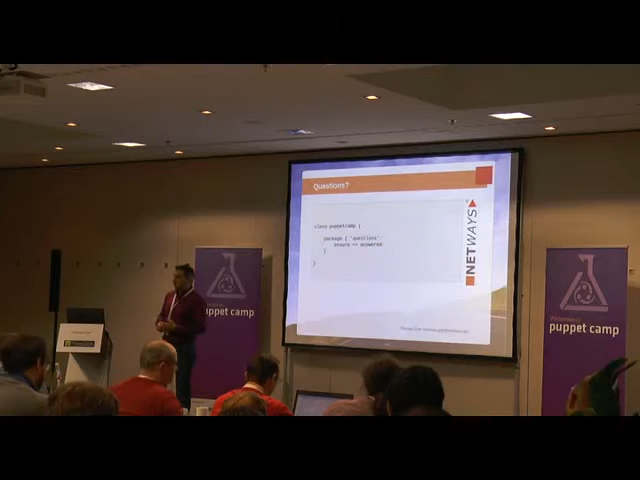 Questions?
class puppetcamp {
package { 'questions':
ensure => answered
}
}
NETWAYS
puppet camp
puppet camp